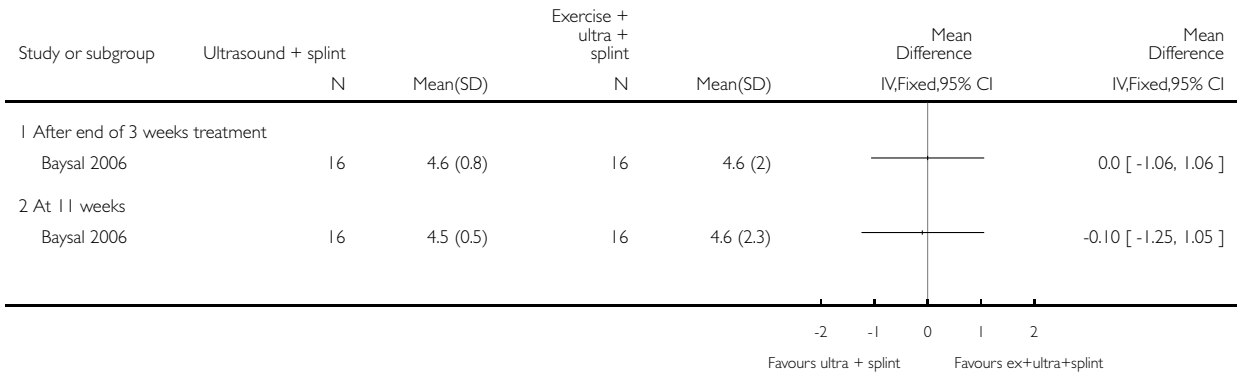 Study or subgroup Ultrasound + splint Exercise + ultra + splint Mean Difference Mean Difference
N Mean(SD) N Mean(SD) IV,Fixed,95% CI IV,Fixed,95% CI
1 After end of 3 weeks treatment
Baysal 2006 16 4.6 (0.8) 16 4.6 (2) 0.0 [ -1.06, 1.06 ]
2 At 11 weeks
Baysal 2006 16 4.5 (0.5) 16 4.6 (2.3) -0.10 [ -1.25, 1.05 ]
-2 -1 0 1 2
Favours ultra + splint Favours ex+ultra+splint